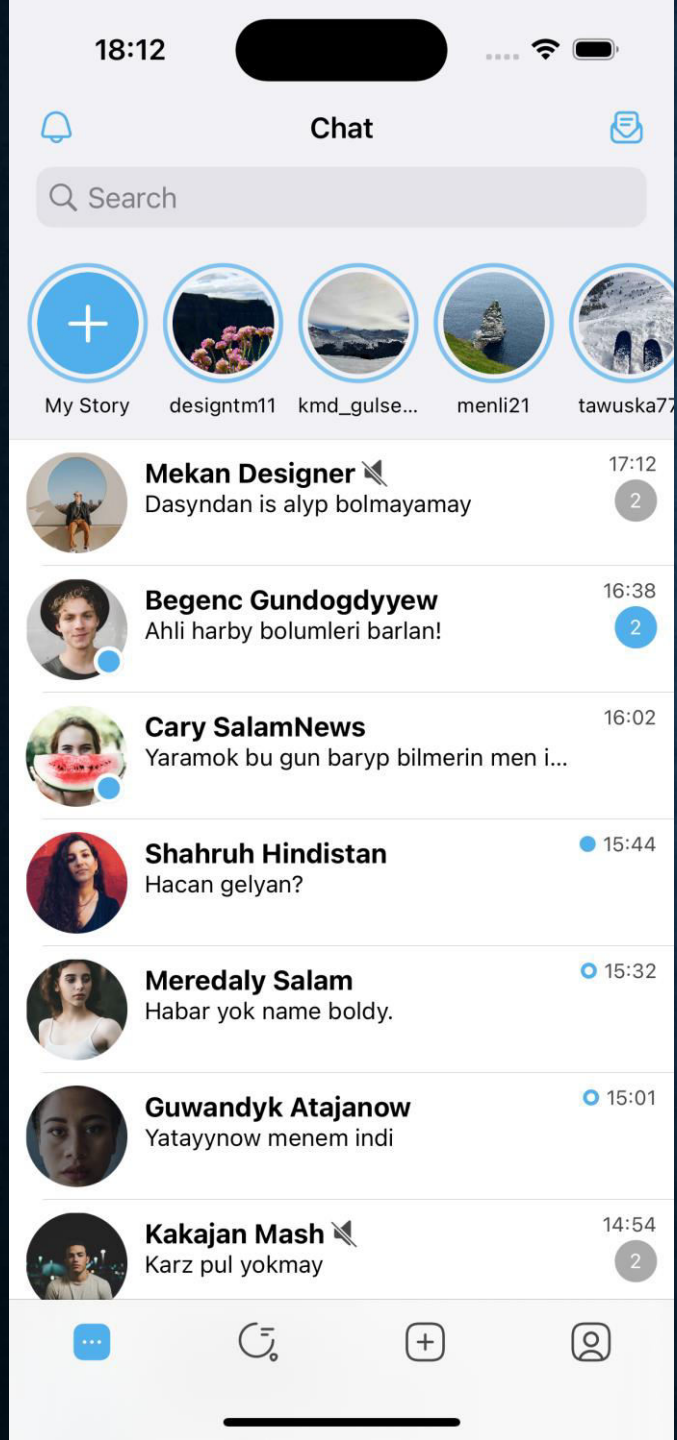 18:12
Chat
Search
My Story
designtm11
kmd_gulse...
menli21
tawuska77
Mekan Designer
17:12
Dasyndan is alyp bolmayamay
2
Begenc Gundogdyyew
16:38
Ahli harby bolumleri barlan!
2
Cary SalamNews
16:02
Yaramok bu gun baryp bilmerin men i...
Shahruh Hindistan
15:44
Hacan gelyan?
Meredaly Salam
15:32
Habar yok name boldy.
Guwandyk Atajanow
15:01
Yatayynow menem indi
Kakajan Mash
14:54
Karz pul yokmay
2